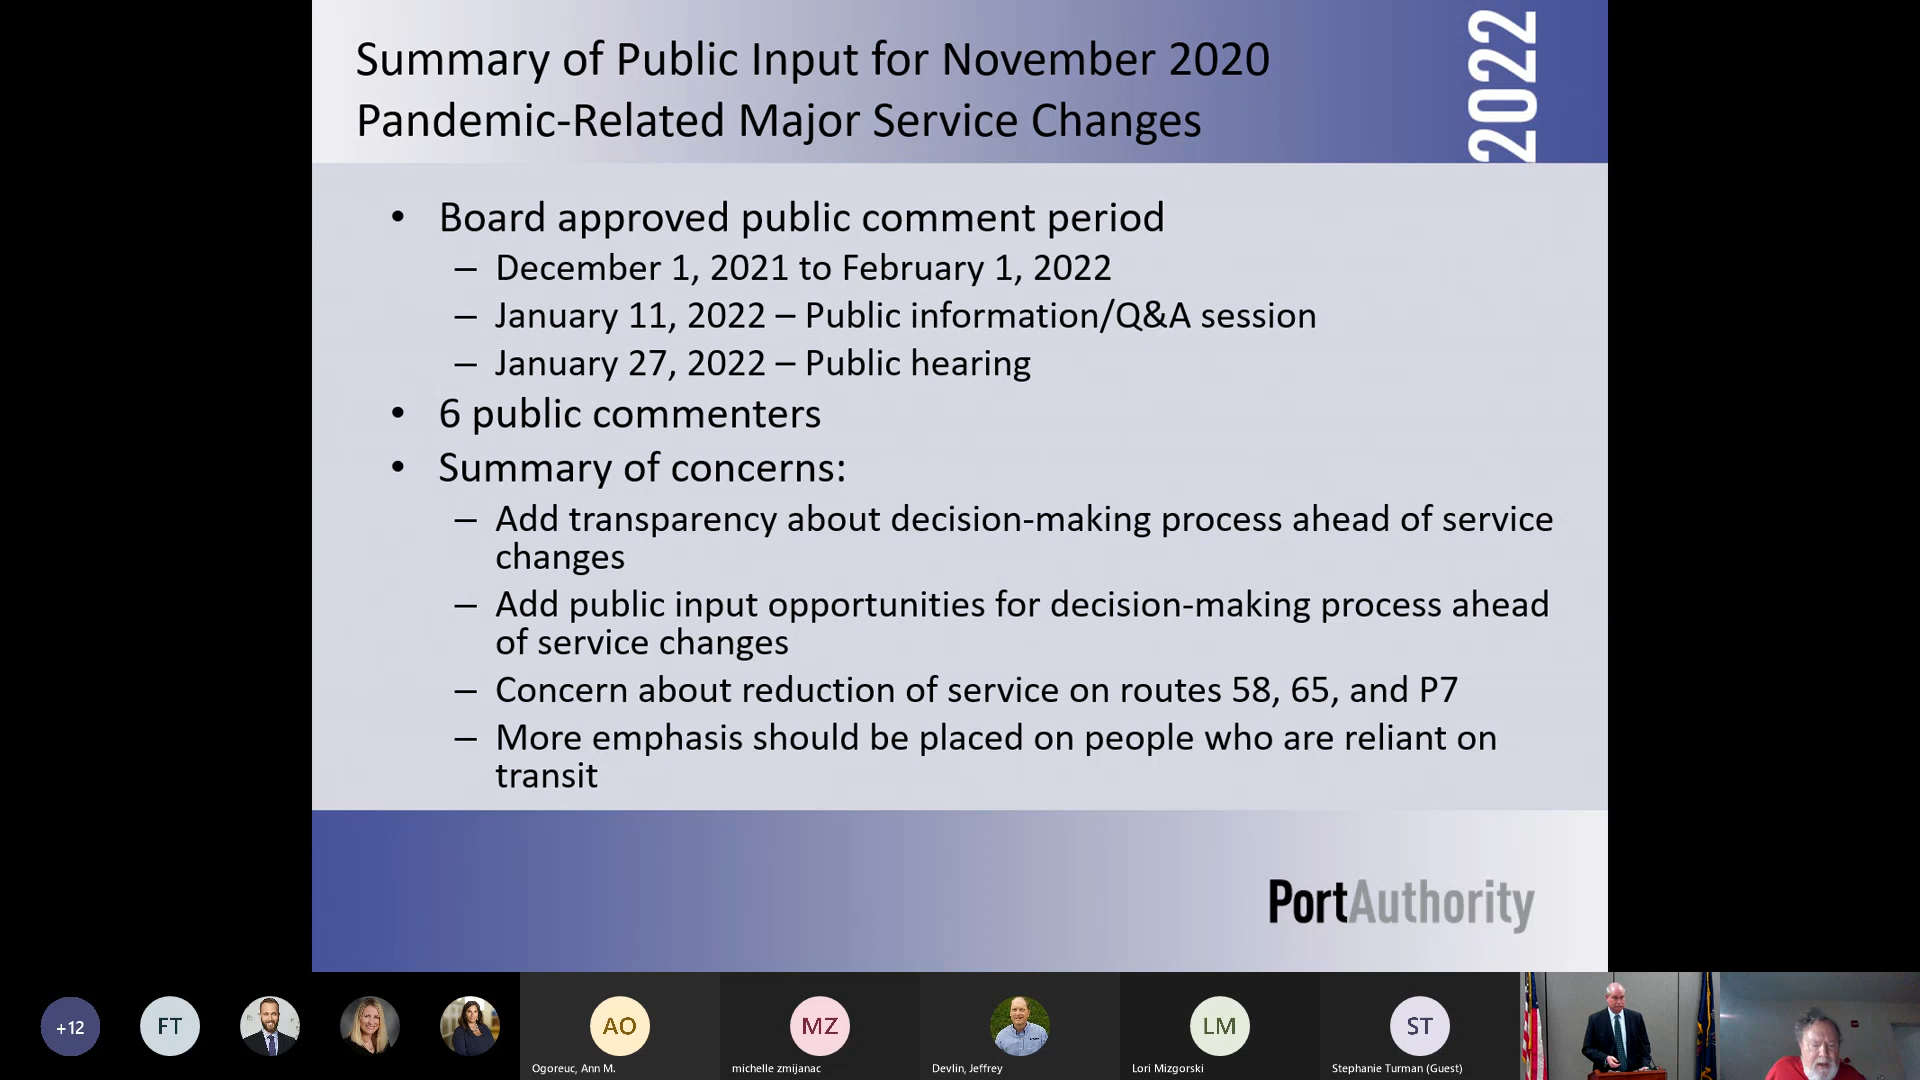 Summary of Public Input for November 2020
Pandemic-Related Major Service Changes
2022
• Board approved public comment period
– December 1, 2021 to February 1, 2022
– January 11, 2022 – Public information/Q&A session
– January 27, 2022 – Public hearing
• 6 public commenters
• Summary of concerns:
– Add transparency about decision-making process ahead of service
changes
– Add public input opportunities for decision-making process ahead
of service changes
– Concern about reduction of service on routes 58, 65, and P7
– More emphasis should be placed on people who are reliant on
transit
PortAuthority
+12
FT
AO
MZ
LM
ST
Ogoreuc, Ann M.
michelle zmijanac
Devlin, Jeffrey
Lori Mizgorski
Stephanie Turman (Guest)